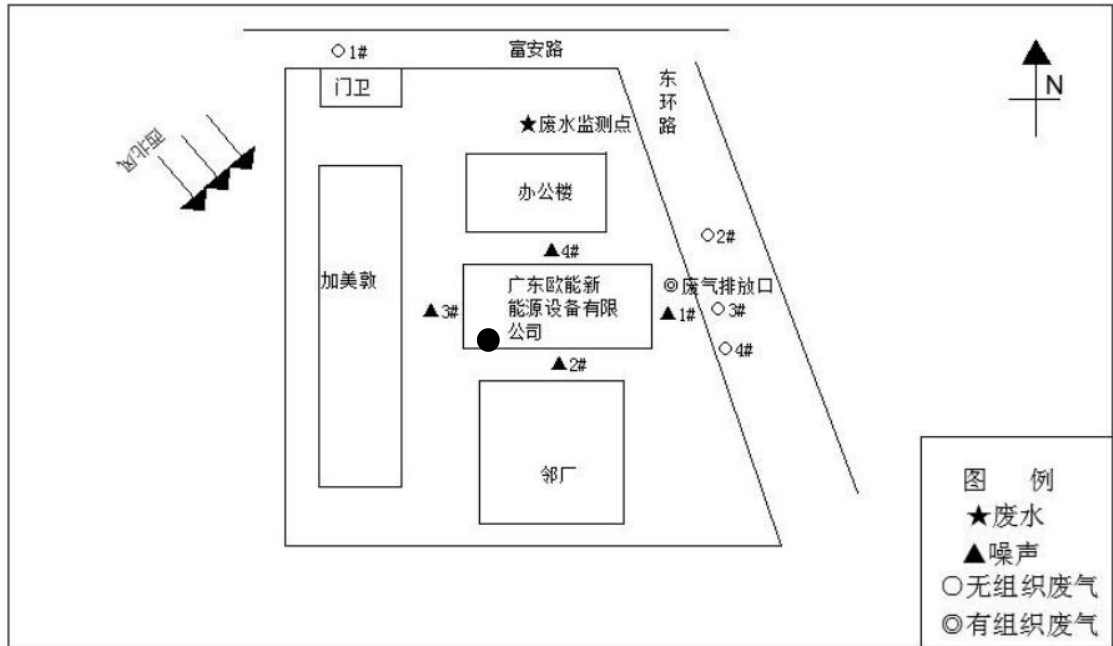 ○1#
富安路
门卫
东环路
N
★废水监测点
西北风
办公楼
○2#
▲4#
加美敦
广东欧能新
能源设备有限
公司
◎废气排放口
▲3#
▲1#
○3#
○4#
▲2#
邻厂
图 例
★废水
▲噪声
○无组织废气
◎有组织废气